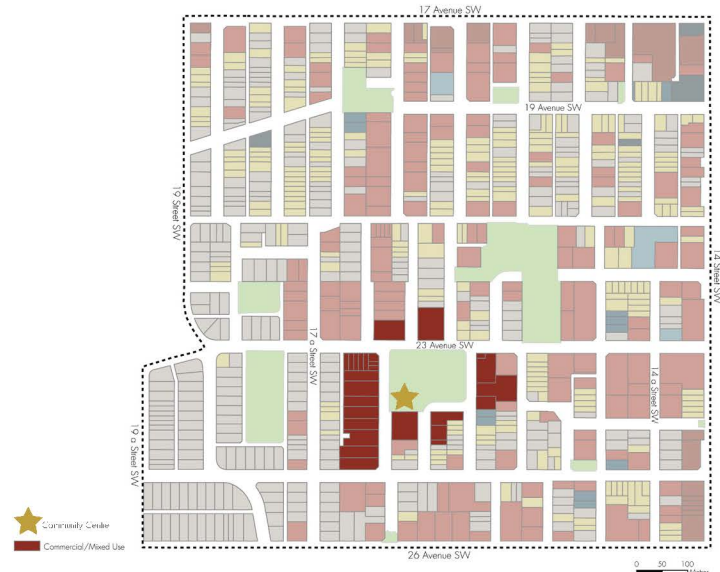 17 Avenue SW
19 Avenue SW
19 Street SW
14 Street SW
17 a Street SW
23 Avenue SW
14 a Street SW
19 a Street SW
Community Centre
Commercial/Mixed Use
26 Avenue SW
0 50 100
Metres